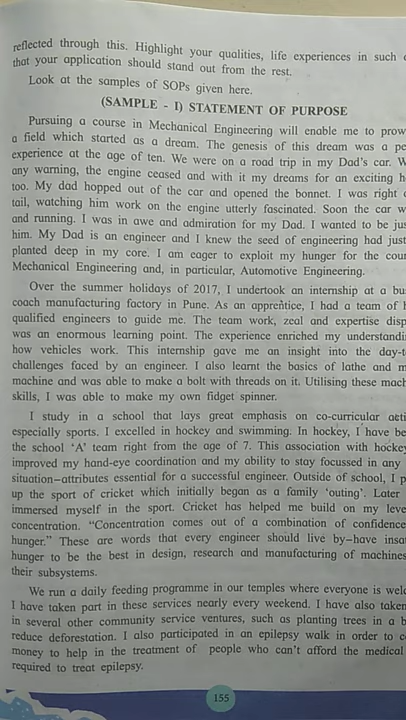 reflected through this. Highlight your qualities, life experiences in such
that your application should stand out from the rest.
Look at the samples of SOPs given here.
(SAMPLE - I) STATEMENT OF PURPOSE
Pursuing a course in Mechanical Engineering will enable me to prow
a field which started as a dream. The genesis of this dream was a pe
experience at the age of ten. We were on a road trip in my Dad's car. W
any warning, the engine ceased and with it my dreams for an exciting h
too. My dad hopped out of the car and opened the bonnet. I was right
tail, watching him work on the engine utterly fascinated. Soon the car w
and running. I was in awe and admiration for my Dad. I wanted to be jus
him. My Dad is an engineer and I knew the seed of engineering had just
planted deep in my core. I am eager to exploit my hunger for the cour
Mechanical Engineering and, in particular, Automotive Engineering.
Over the summer holidays of 2017, I undertook an internship at a bu
coach manufacturing factory in Pune. As an apprentice, I had a team of h
qualified engineers to guide me. The team work, zeal and expertise disp
was an enormous learning point. The experience enriched my understandi
how vehicles work. This internship gave me an insight into the day-t
challenges faced by an engineer. I also learnt the basics of lathe and m
machine and was able to make a bolt with threads on it. Utilising these mach
skills, I was able to make my own fidget spinner.
I study in a school that lays great emphasis on co-curricular acti
especially sports. I excelled in hockey and swimming. In hockey, I have be
the school 'A' team right from the age of 7. This association with hockey
improved my hand-eye coordination and my ability to stay focussed in any
situation–attributes essential for a successful engineer. Outside of school, I p
up the sport of cricket which initially began as a family 'outing'. Later
immersed myself in the sport. Cricket has helped me build on my leve
concentration. "Concentration comes out of a combination of confidence
hunger." These are words that every engineer should live by–have insa
hunger to be the best in design, research and manufacturing of machines
their subsystems.
We run a daily feeding programme in our temples where everyone is welc
I have taken part in these services nearly every weekend. I have also taken
in several other community service ventures, such as planting trees in a b
reduce deforestation. I also participated in an epilepsy walk in order to c
money to help in the treatment of people who can't afford the medical
required to treat epilepsy.
155